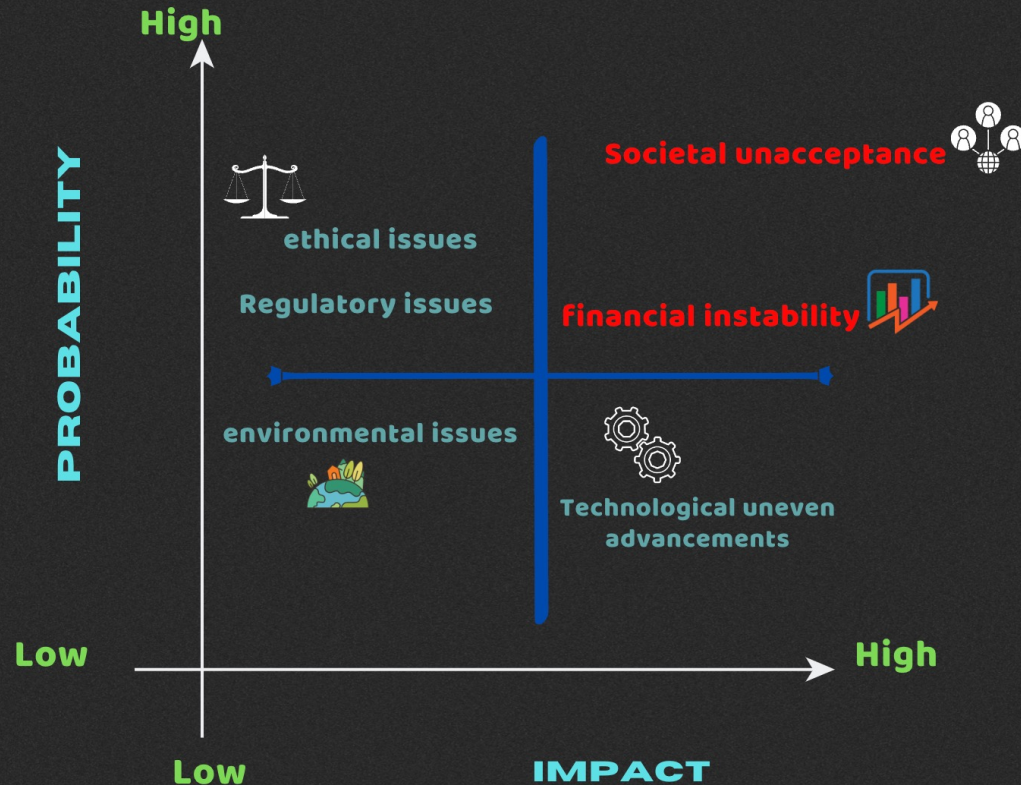 High
PROBABILITY
Societal unacceptance
ethical issues
Regulatory issues
financial instability
environmental issues
Technological uneven
advancements
Low
High
Low
IMPACT